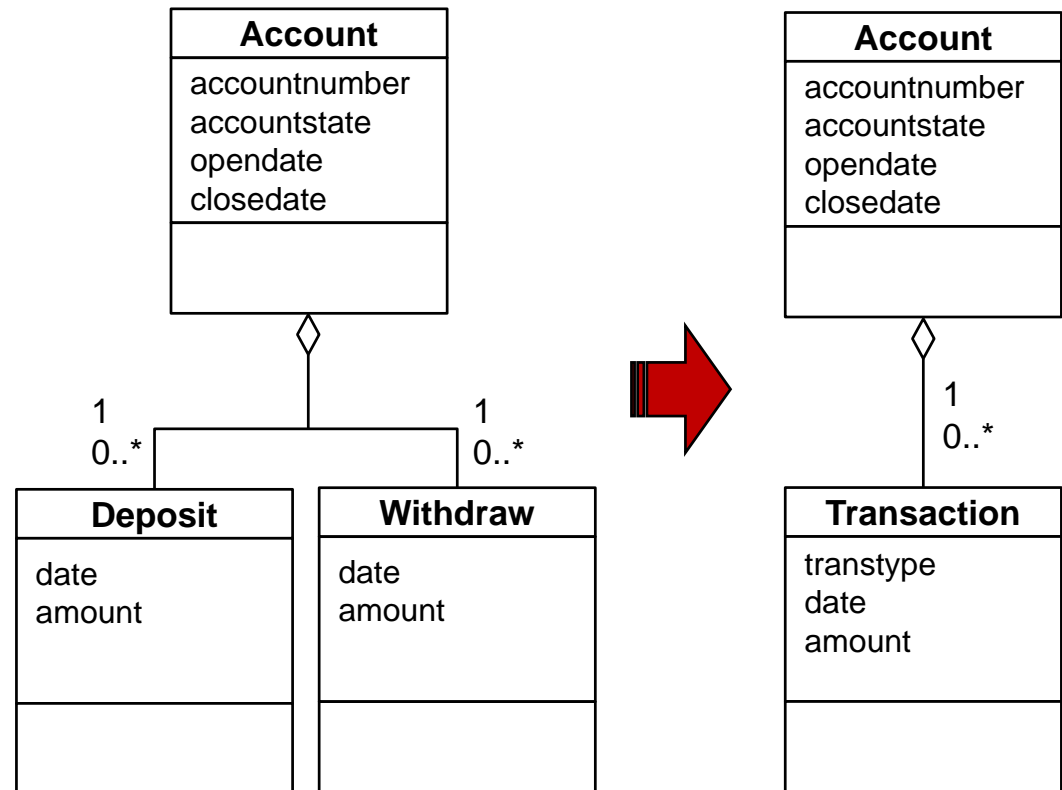 Account
accountnumber
accountstate
opendate
closedate
1
0..*
1
0..*
Deposit
date
amount
Withdraw
date
amount
Account
accountnumber
accountstate
opendate
closedate
1
0..*
Transaction
transtype
date
amount